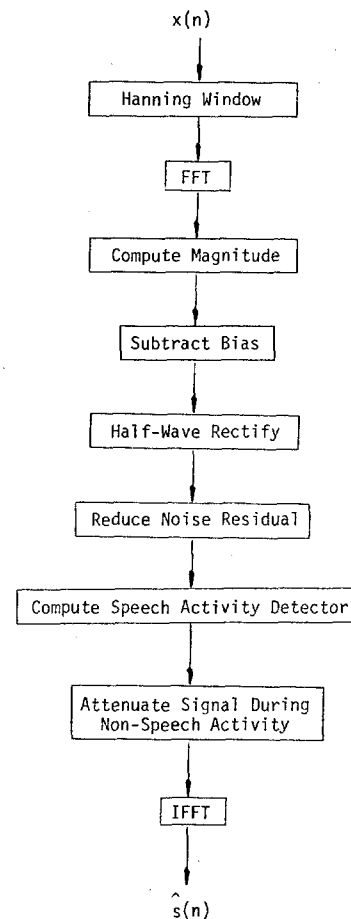 x(n)
Hanning Window
FFT
Compute Magnitude
Subtract Bias
Half-Wave Rectify
Reduce Noise Residual
Compute Speech Activity Detector
Attenuate Signal During
Non-Speech Activity
IFFT
ŝ(n)